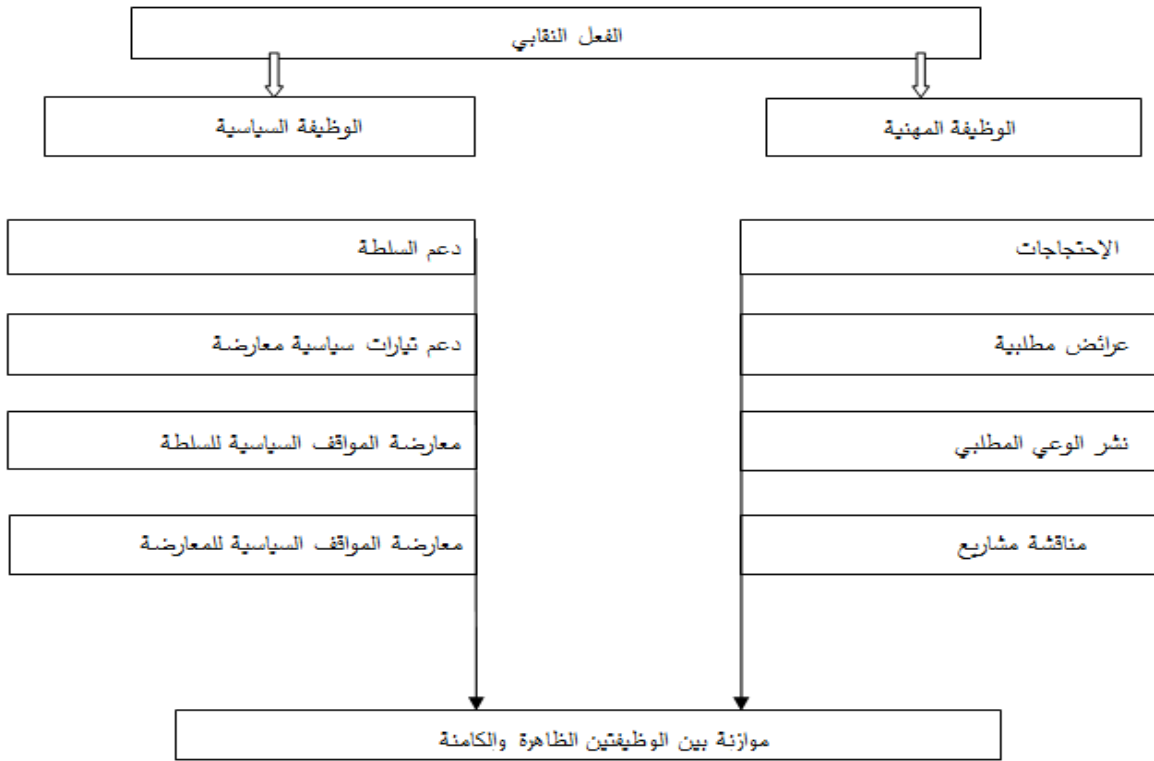 الفعل النقابي
الوظيفة المهنية
الوظيفة السياسية
الإحتجاجات
دعم السلطة
عرائض مطلبية
دعم تيارات سياسية معارضة
نشر الوعي المطلبي
معارضة المواقف السياسية للسلطة
مناقشة مشاريع
معارضة المواقف السياسية للمعارضة
موازنة بين الوظيفتين الظاهرة والكامنة